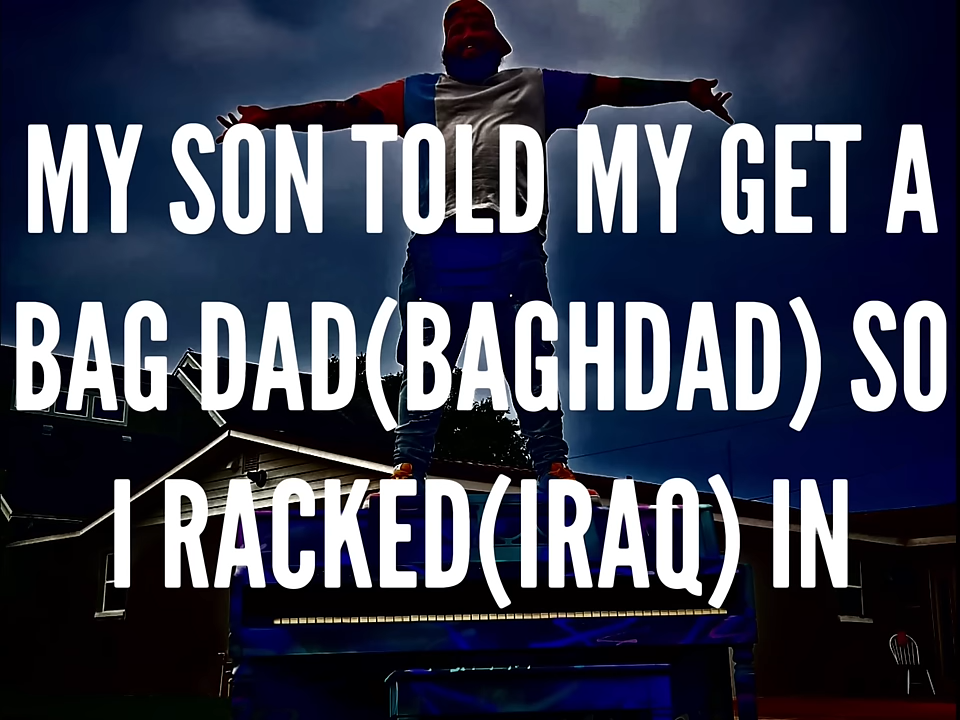 MY SON TOLD MY GET A
BAG DAD(BAGHDAD) SO
I RACKED(IRAQ) IN